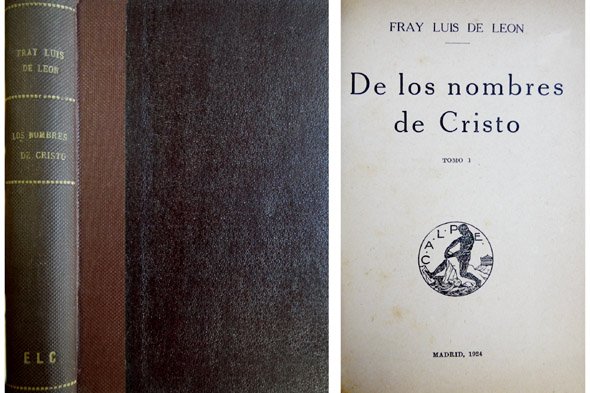 FRAY LUIS
DE LEON
LOS NOMBRES
DE CRISTO
E L C
FRAY LUIS DE LEON
De los nombres
de Cristo
TOMO I
CALPE
MADRID, 1924